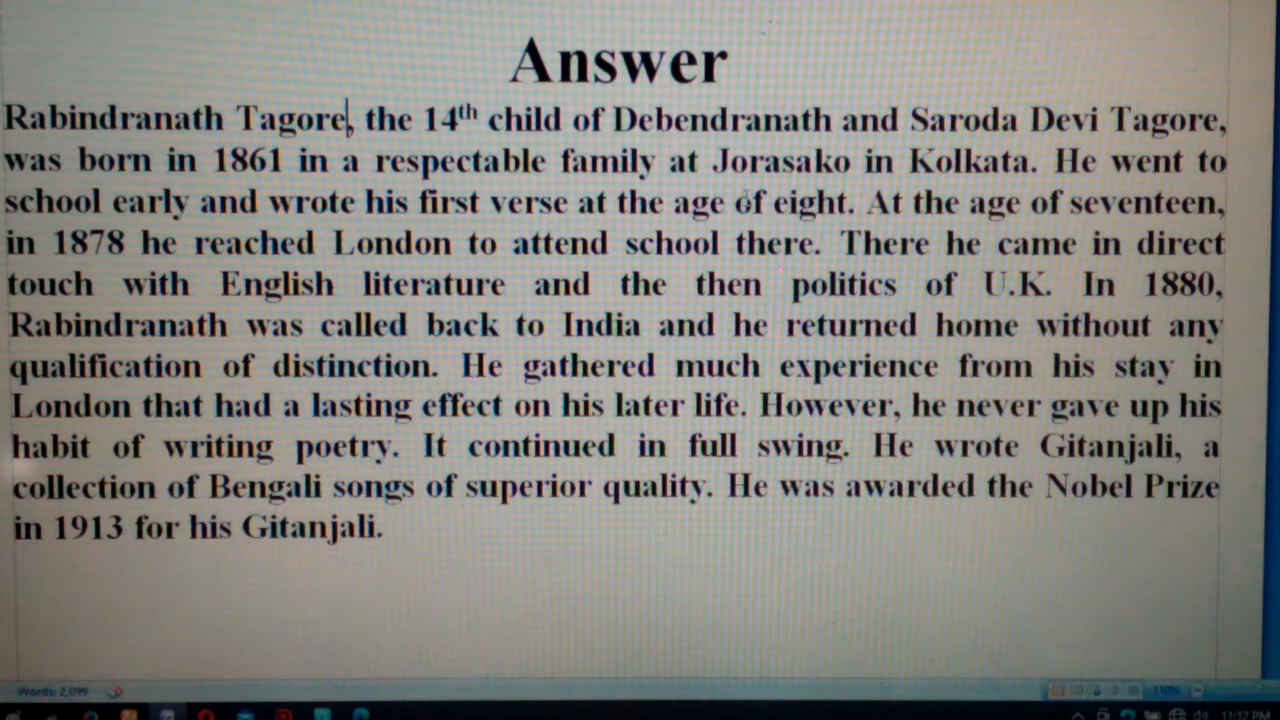 Answer
Rabindranath Tagore, the 14th child of Debendranath and Saroda Devi Tagore,
was born in 1861 in a respectable family at Jorasako in Kolkata. He went to
school early and wrote his first verse at the age of eight. At the age of seventeen,
in 1878 he reached London to attend school there. There he came in direct
touch with English literature and the then politics of U.K. In 1880,
Rabindranath was called back to India and he returned home without any
qualification of distinction. He gathered much experience from his stay in
London that had a lasting effect on his later life. However, he never gave up his
habit of writing poetry. It continued in full swing. He wrote Gitanjali, a
collection of Bengali songs of superior quality. He was awarded the Nobel Prize
in 1913 for his Gitanjali.
Words: 2,099
110%
11:12 PM